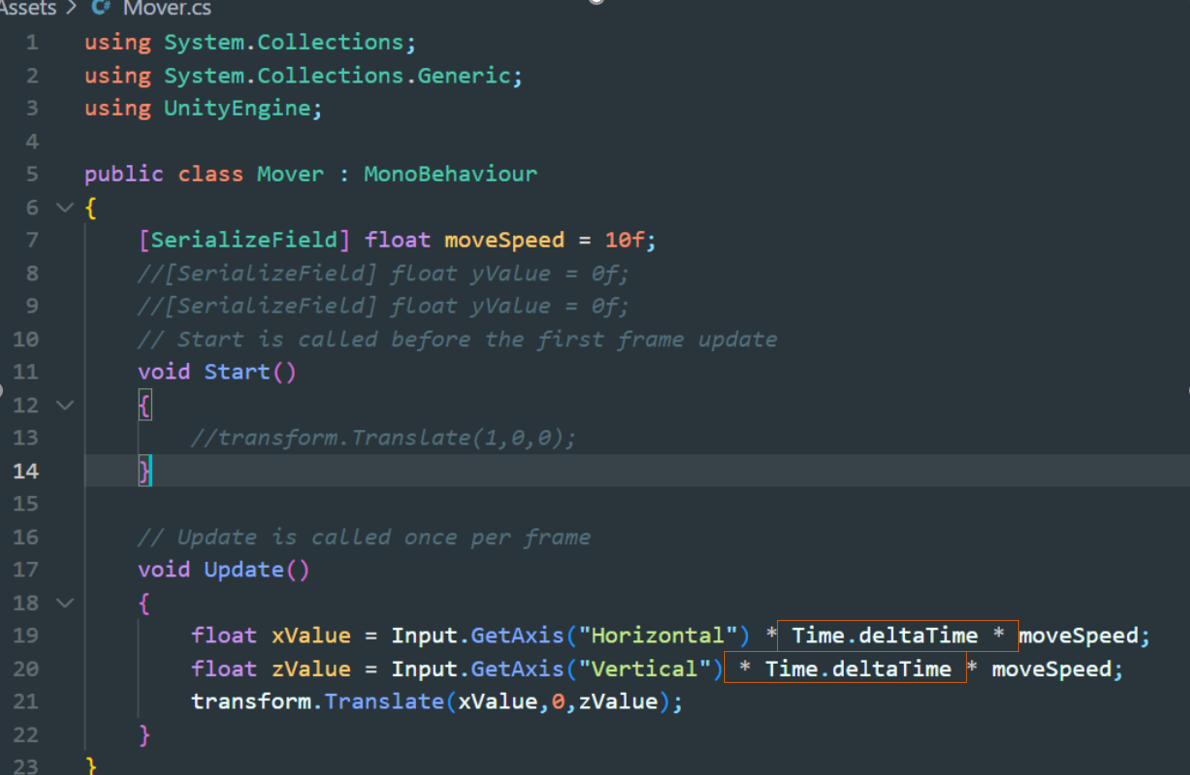 Assets > C# Mover.cs
1 using System.Collections;
2 using System.Collections.Generic;
3 using UnityEngine;
4
5 public class Mover : MonoBehaviour
6 {
7 [SerializeField] float moveSpeed = 10f;
8 //[SerializeField] float yValue = 0f;
9 //[SerializeField] float yValue = 0f;
10 // Start is called before the first frame update
11 void Start()
12 {
13 //transform.Translate(1,0,0);
14 }
15
16 // Update is called once per frame
17 void Update()
18 {
19 float xValue = Input.GetAxis("Horizontal") * Time.deltaTime * moveSpeed;
20 float zValue = Input.GetAxis("Vertical") * Time.deltaTime * moveSpeed;
21 transform.Translate(xValue,0,zValue);
22 }
23 }